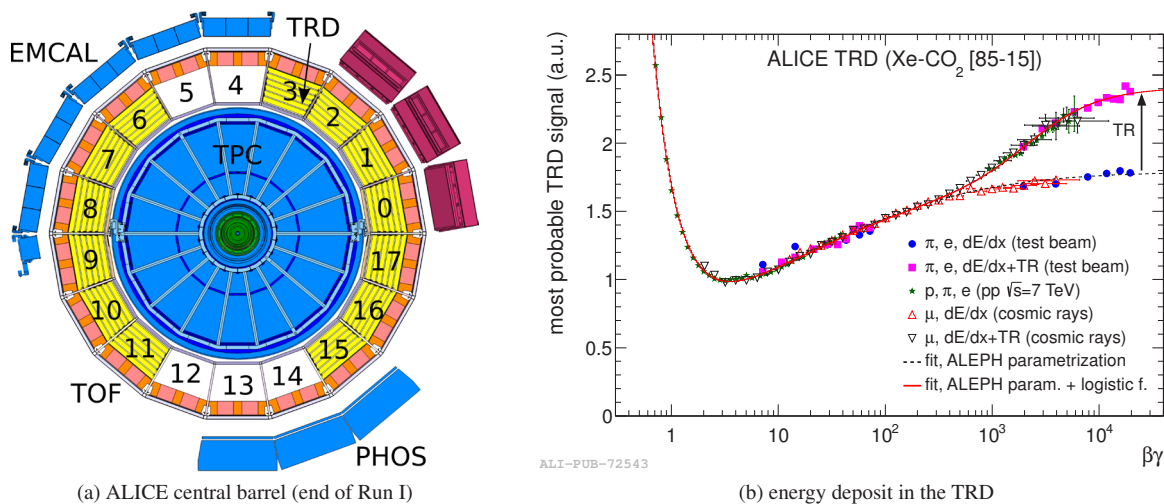 EMCAL
TRD
5
4
3
6
2
7
1
8
TPC
0
9
17
10
16
11
15
12
14
13
TOF
PHOS
(a) ALICE central barrel (end of Run I)
most probable TRD signal (a.u.)
ALICE TRD (Xe-CO₂ [85-15])
2.5
2
1.5
1
0.5
0
TR
π, e, dE/dx (test beam)
π, e, dE/dx+TR (test beam)
p, π, e (pp √s=7 TeV)
μ, dE/dx (cosmic rays)
μ, dE/dx+TR (cosmic rays)
fit, ALEPH parametrization
fit, ALEPH param. + logistic f.
1 10 10² 10³ 10⁴
βγ
ALI-PUB-72543
(b) energy deposit in the TRD